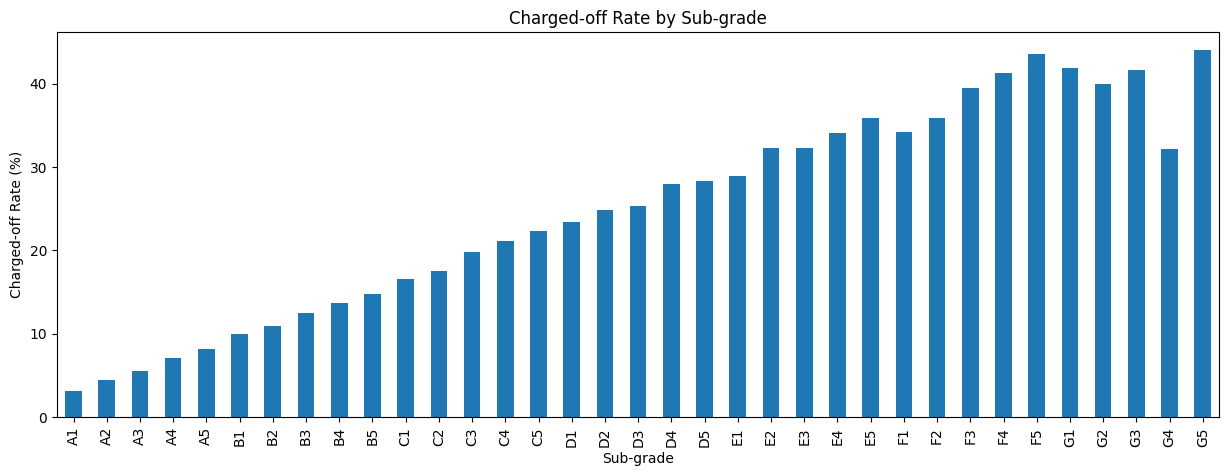 Charged-off Rate by Sub-grade
Charged-off Rate (%)
40
30
20
10
0
A1 A2 A3 A4 A5 B1 B2 B3 B4 B5 C1 C2 C3 C4 C5 D1 D2 D3 D4 D5 E1 E2 E3 E4 E5 F1 F2 F3 F4 F5 G1 G2 G3 G4 G5
Sub-grade